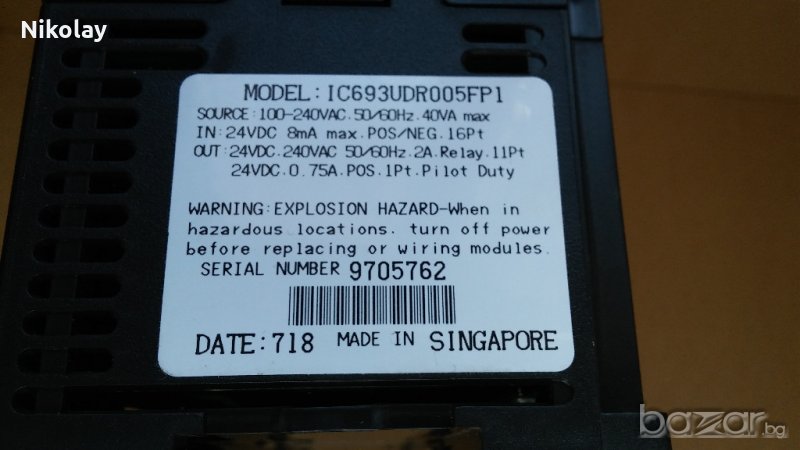 Nikolay
MODEL:IC693UDR005FP1
SOURCE:100-240VAC.50/60Hz.40VA max
IN:24VDC 8mA max.POS/NEG.16Pt
OUT:24VDC.240VAC 50/60Hz.2A.Relay.11Pt
24VDC.0.75A.POS.1Pt.Pilot Duty
WARNING:EXPLOSION HAZARD-When in
hazardous locations. turn off power
before replacing or wiring modules.
SERIAL NUMBER 9705762
DATE:718 MADE IN SINGAPORE
bazar.bg